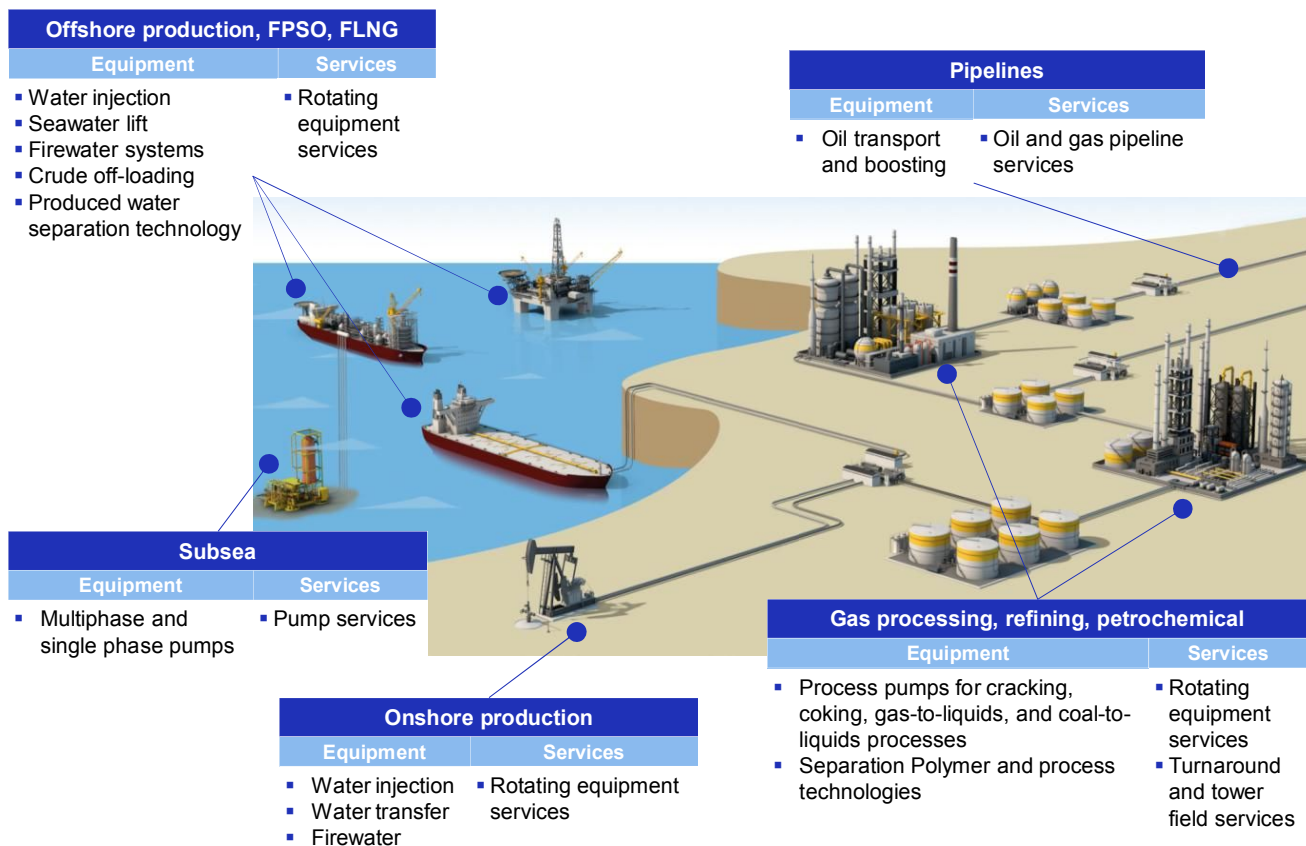 Offshore production, FPSO, FLNG
Equipment
Services
Water injection
Seawater lift
Firewater systems
Crude off-loading
Produced water
separation technology
Rotating
equipment
services
Pipelines
Equipment
Services
Oil transport
and boosting
Oil and gas pipeline
services
Subsea
Equipment
Services
Multiphase and
single phase pumps
Pump services
Onshore production
Equipment
Services
Water injection
Water transfer
Firewater
Rotating equipment
services
Gas processing, refining, petrochemical
Equipment
Services
Process pumps for cracking,
coking, gas-to-liquids, and coal-to-
liquids processes
Separation Polymer and process
technologies
Rotating
equipment
services
Turnaround
and tower
field services